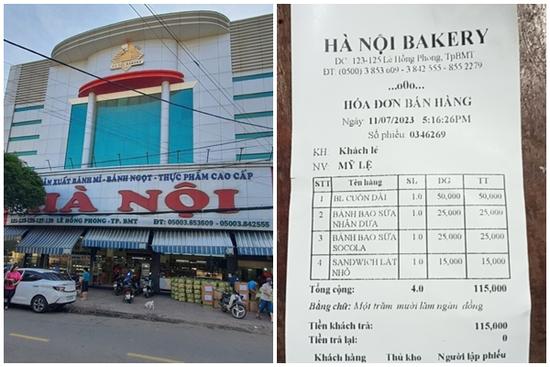 SẢN XUẤT BÁNH MÌ - BÁNH NGỌT - THỰC PHẨM CAO CẤP
HÀ NỘI
LÊ HỒNG PHONG - TP. BMT ĐT: 05003.853609 - 05003.842555
HÀ NỘI BAKERY
DC 123-125 Lê Hồng Phong, TpBMT
ĐT: (0500) 3 853 609 - 3 842 555 - 855 2279
...o0o...
HÓA ĐƠN BÁN HÀNG
Ngày 11/07/2023 5:16:26PM
Số phiếu 0346269
KH. Khách lẻ
NV MỸ LỆ
STT Tên hàng SL ĐG TT
1 BL CUỘN DÀI 1.0 50,000 50,000
2 BÁNH BAO SỮA NHÂN DỪA 1.0 25,000 25,000
3 BÁNH BAO SỮA SOCOLA 1.0 25,000 25,000
4 SANDWICH LẠT NHỎ 1.0 15,000 15,000
Tổng cộng: 4.0 115,000
Bằng chữ: Một trăm mười lăm ngàn đồng
Tiền khách trả: 115,000
Tiền trả lại: 0
Khách hàng Thủ kho Người lập phiếu